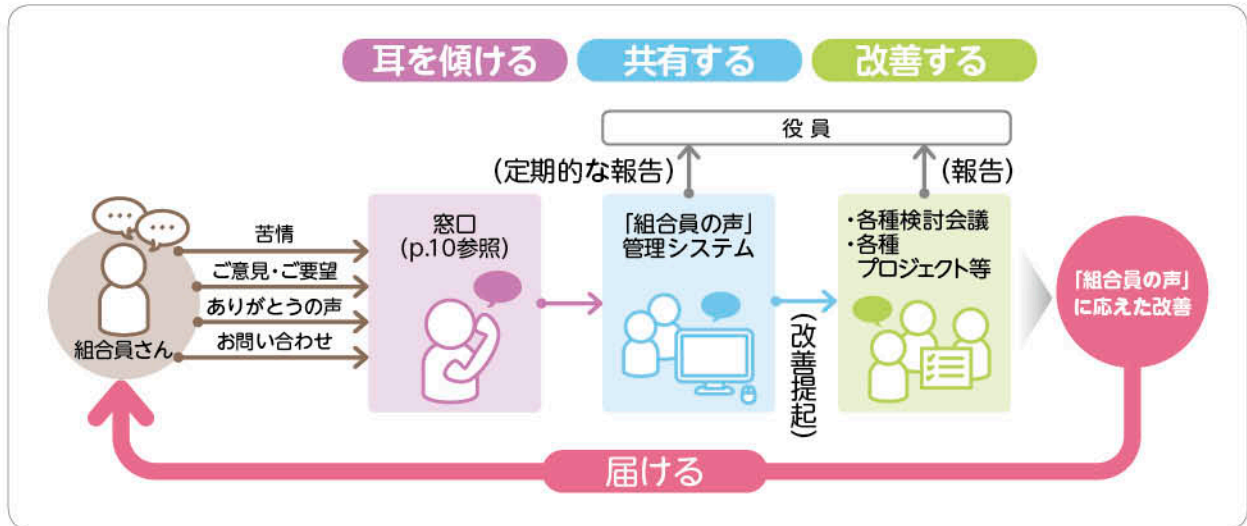 耳を傾ける
共有する
改善する
役員
(定期的な報告)
(報告)
苦情
ご意見・ご要望
ありがとうの声
お問い合わせ
組合員さん
窓口
(p.10参照)
「組合員の声」
管理システム
(改善提起)
・各種検討会議
・各種
プロジェクト等
「組合員の声」
に応えた改善
届ける